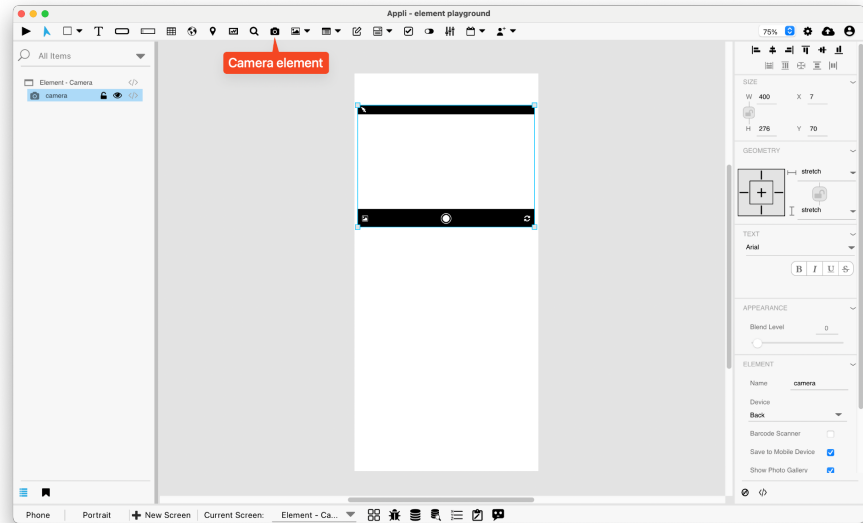 Appli - element playground
T
75%
Camera element
All Items
Element - Camera
camera
SIZE
W 400 X 7
H 276 Y 70
GEOMETRY
stretch
stretch
TEXT
Arial
B I U S
APPEARANCE
Blend Level 0
ELEMENT
Name camera
Device
Back
Barcode Scanner
Save to Mobile Device
Show Photo Gallery
Phone Portrait New Screen Current Screen: Element - Ca...